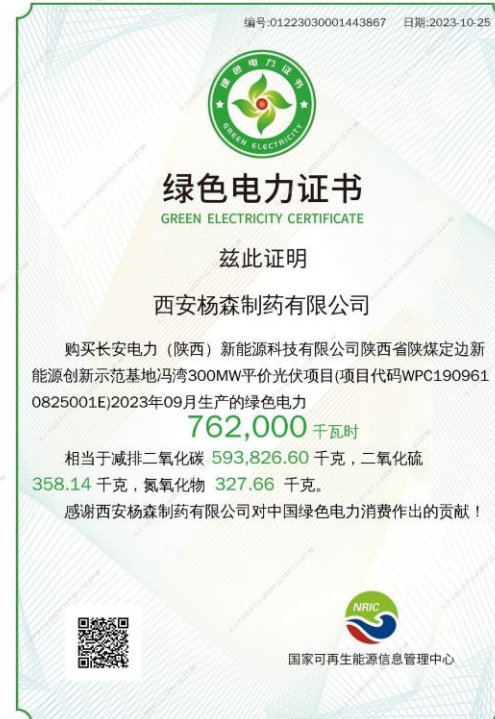 编号:01223030001443867 日期:2023-10-25
绿色电力证书
GREEN ELECTRICITY
绿色电力证书
GREEN ELECTRICITY CERTIFICATE
兹此证明
西安杨森制药有限公司
购买长安电力（陕西）新能源科技有限公司陕西省陕煤定边新
能源创新示范基地冯湾300MW平价光伏项目(项目代码WPC190961
0825001E)2023年09月生产的绿色电力
762,000 千瓦时
相当于减排二氧化碳 593,826.60 千克，二氧化硫
358.14 千克，氮氧化物 327.66 千克。
感谢西安杨森制药有限公司对中国绿色电力消费作出的贡献！
NRIC
国家可再生能源信息管理中心